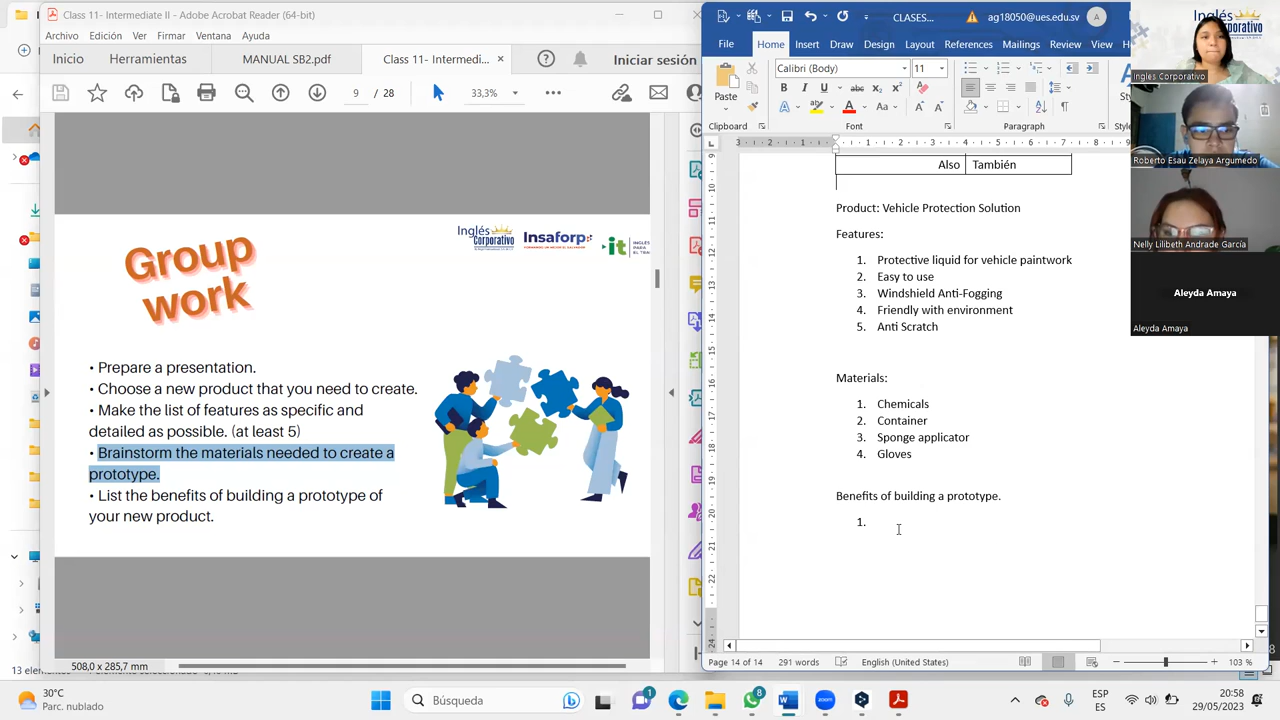 Class 11- Intermediate II - Adobe Acrobat Reader (64-bit)
Archivo Edición Ver Firmar Ventana Ayuda
Inicio Herramientas MANUAL SB2.pdf Class 11- Intermedi... Iniciar sesión
9 / 28 33,3%
Inglés Corporativo
Insaforp
it
Group
work
• Prepare a presentation.
• Choose a new product that you need to create.
• Make the list of features as specific and
detailed as possible. (at least 5)
• Brainstorm the materials needed to create a
prototype.
• List the benefits of building a prototype of
your new product.
508,0 x 285,7 mm
CLASES... ag18050@ues.edu.sv A
File Home Insert Draw Design Layout References Mailings Review View
Calibri (Body) 11
Paste
Clipboard Font Paragraph
Also También
Product: Vehicle Protection Solution
Features:
1. Protective liquid for vehicle paintwork
2. Easy to use
3. Windshield Anti-Fogging
4. Friendly with environment
5. Anti Scratch
Materials:
1. Chemicals
2. Container
3. Sponge applicator
4. Gloves
Benefits of building a prototype.
1.
Page 14 of 14 291 words English (United States) 103 %
Inglés Corporativo
Inglés Corporativo
Roberto Esau Zelaya Argumedo
Nelly Lilibeth Andrade García
Aleyda Amaya
Aleyda Amaya
30°C
Parc. nublado
Búsqueda
1
8
ESP
ES
20:58
29/05/2023